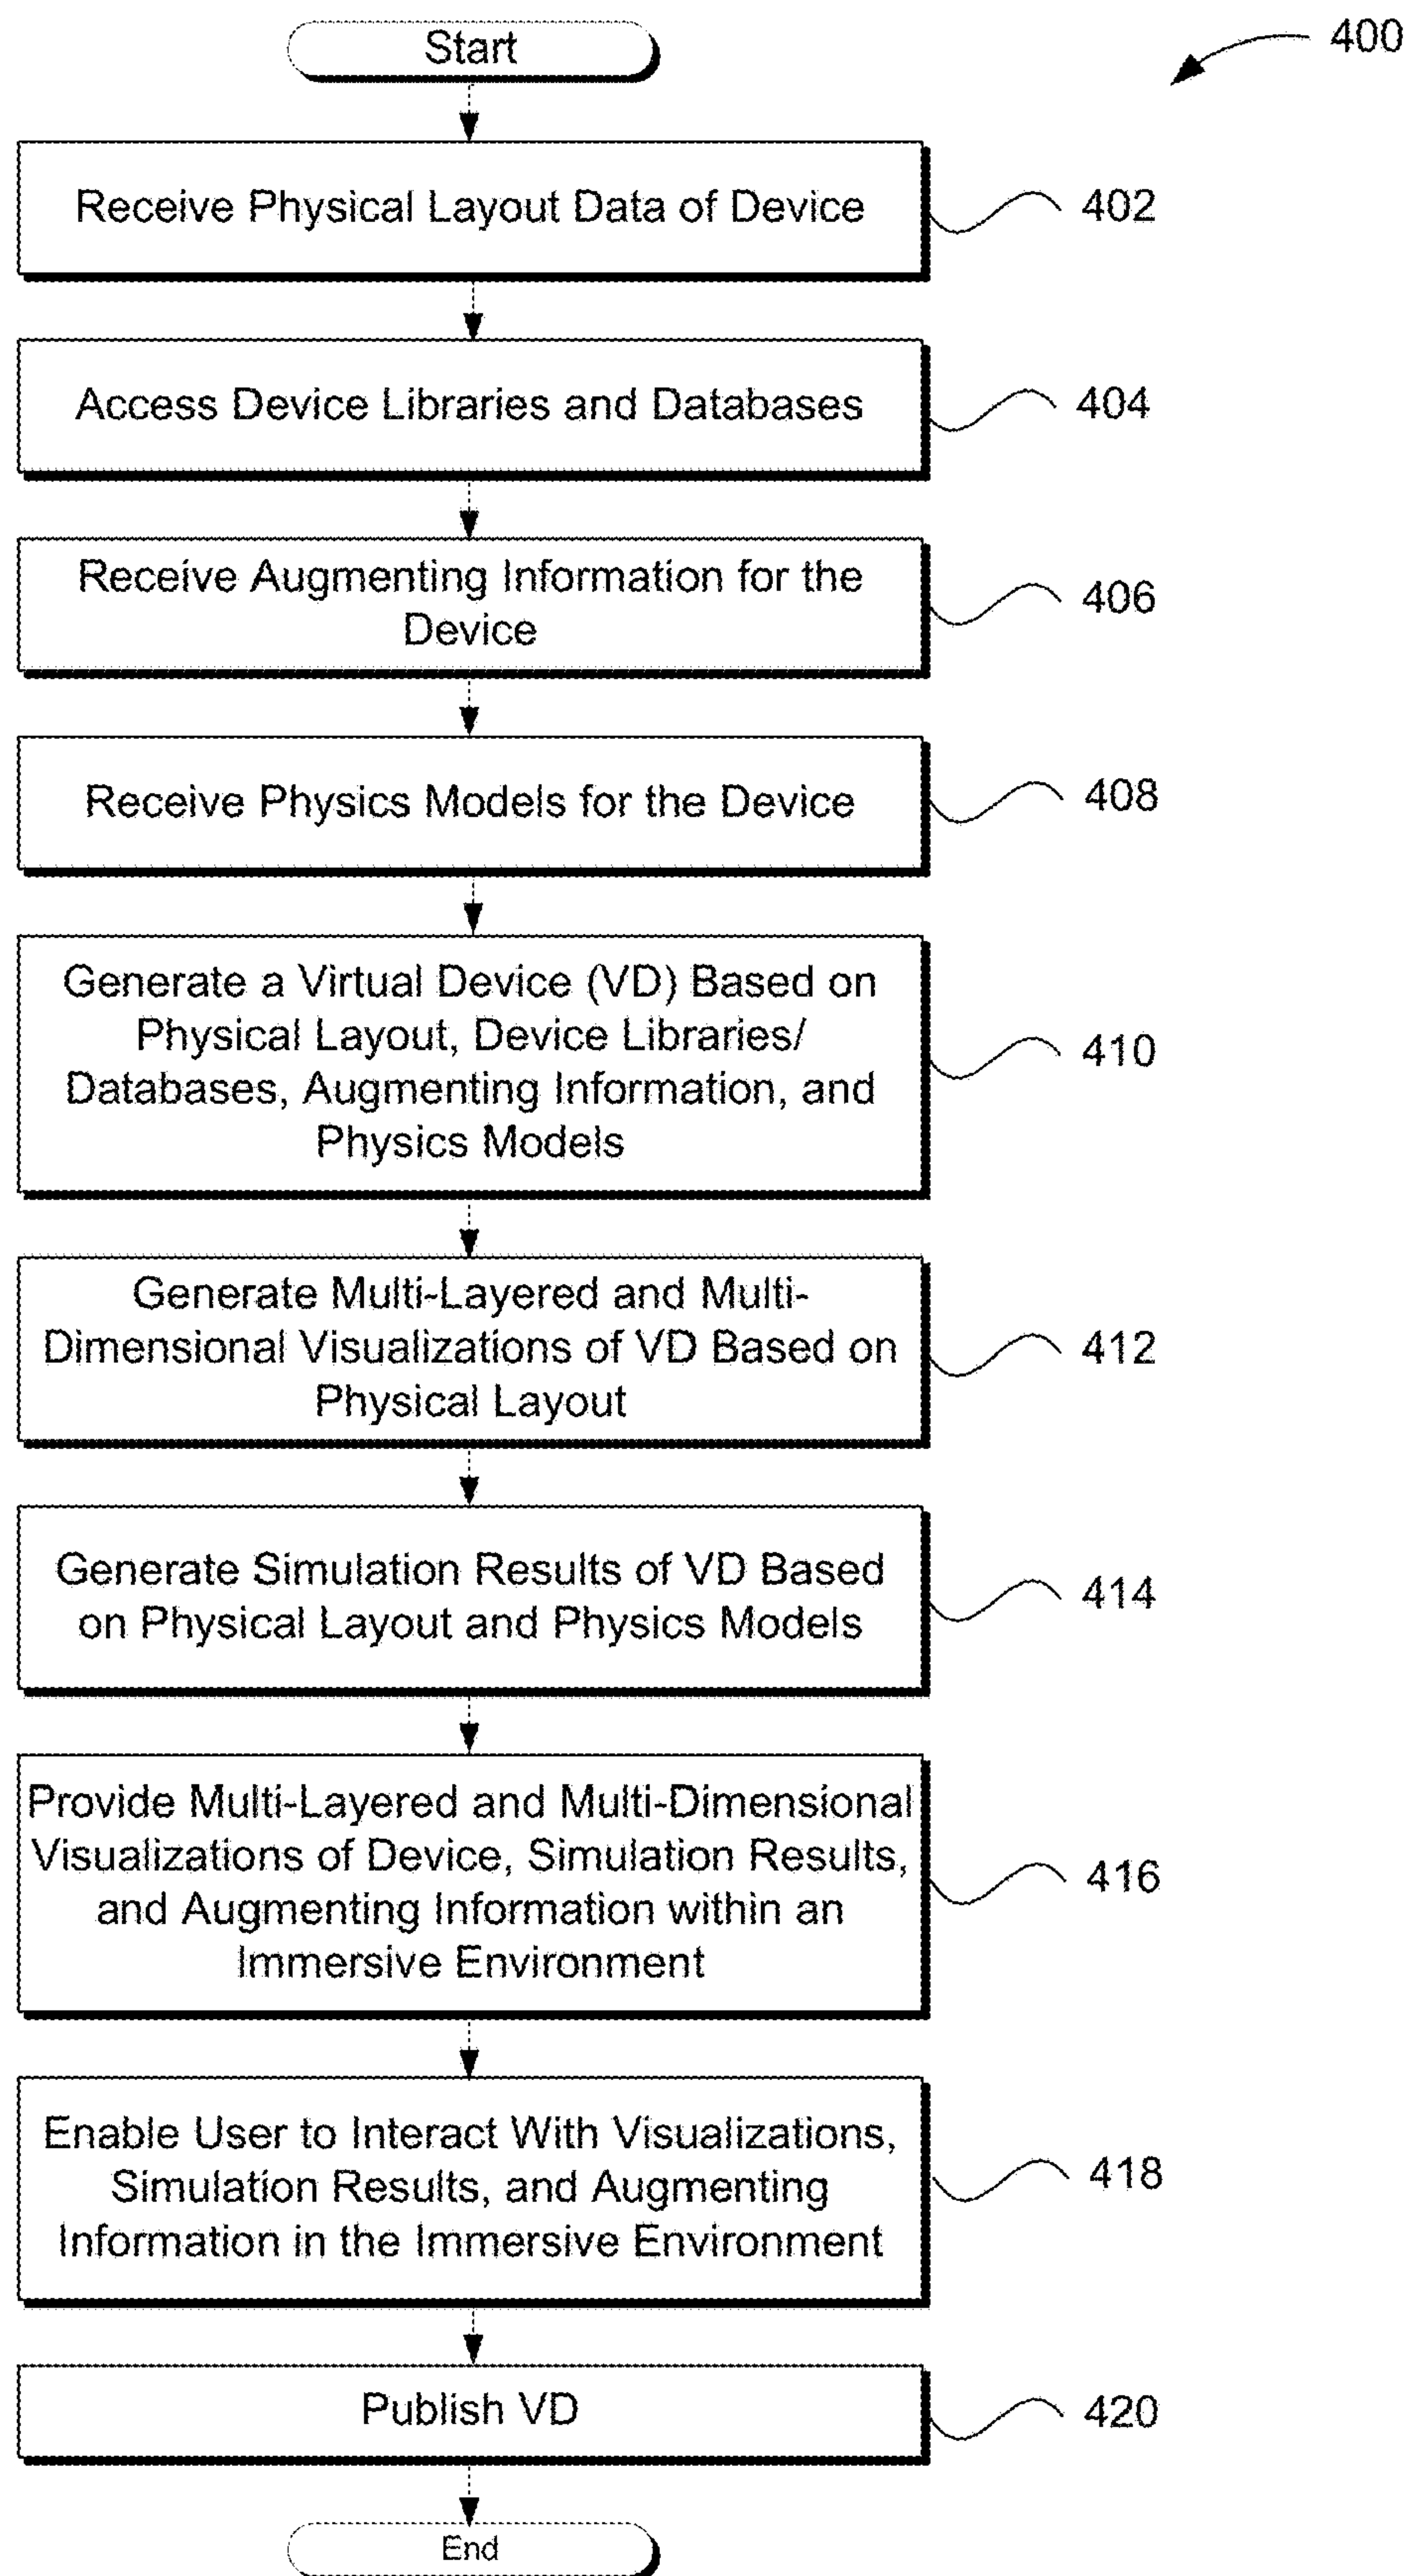 Start
400
Receive Physical Layout Data of Device
402
Access Device Libraries and Databases
404
Receive Augmenting Information for the
Device
406
Receive Physics Models for the Device
408
Generate a Virtual Device (VD) Based on
Physical Layout, Device Libraries/
Databases, Augmenting Information, and
Physics Models
410
Generate Multi-Layered and Multi-
Dimensional Visualizations of VD Based on
Physical Layout
412
Generate Simulation Results of VD Based
on Physical Layout and Physics Models
414
Provide Multi-Layered and Multi-Dimensional
Visualizations of Device, Simulation Results,
and Augmenting Information within an
Immersive Environment
416
Enable User to Interact With Visualizations,
Simulation Results, and Augmenting
Information in the Immersive Environment
418
Publish VD
420
End